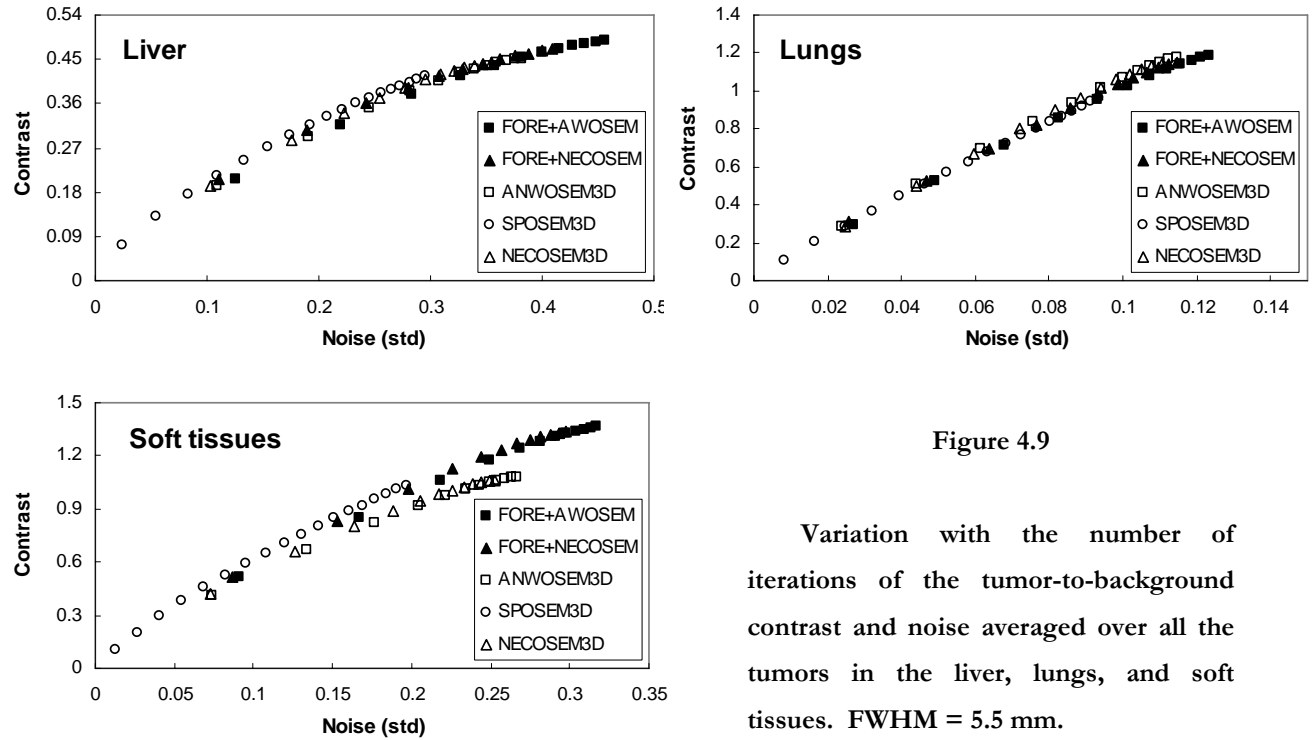 Liver
Contrast
0.54
0.45
0.36
0.27
0.18
0.09
0
0 0.1 0.2 0.3 0.4 0.5
Noise (std)
FORE+AWOSEM
FORE+NECOSEM
ANWOSEM3D
SPOSEM3D
NECOSEM3D
Lungs
Contrast
1.4
1.2
1
0.8
0.6
0.4
0.2
0
0 0.02 0.04 0.06 0.08 0.1 0.12 0.14
Noise (std)
FORE+AWOSEM
FORE+NECOSEM
ANWOSEM3D
SPOSEM3D
NECOSEM3D
Soft tissues
Contrast
1.5
1.2
0.9
0.6
0.3
0
0 0.05 0.1 0.15 0.2 0.25 0.3 0.35
Noise (std)
FORE+AWOSEM
FORE+NECOSEM
ANWOSEM3D
SPOSEM3D
NECOSEM3D
Figure 4.9
Variation with the number of
iterations of the tumor-to-background
contrast and noise averaged over all the
tumors in the liver, lungs, and soft
tissues. FWHM = 5.5 mm.